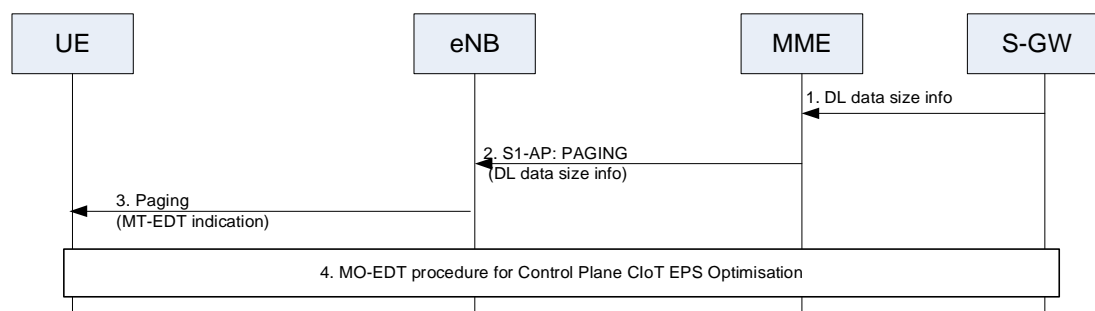 UE
eNB
MME
S-GW
1. DL data size info
2. S1-AP: PAGING
(DL data size info)
3. Paging
(MT-EDT indication)
4. MO-EDT procedure for Control Plane CIoT EPS Optimisation